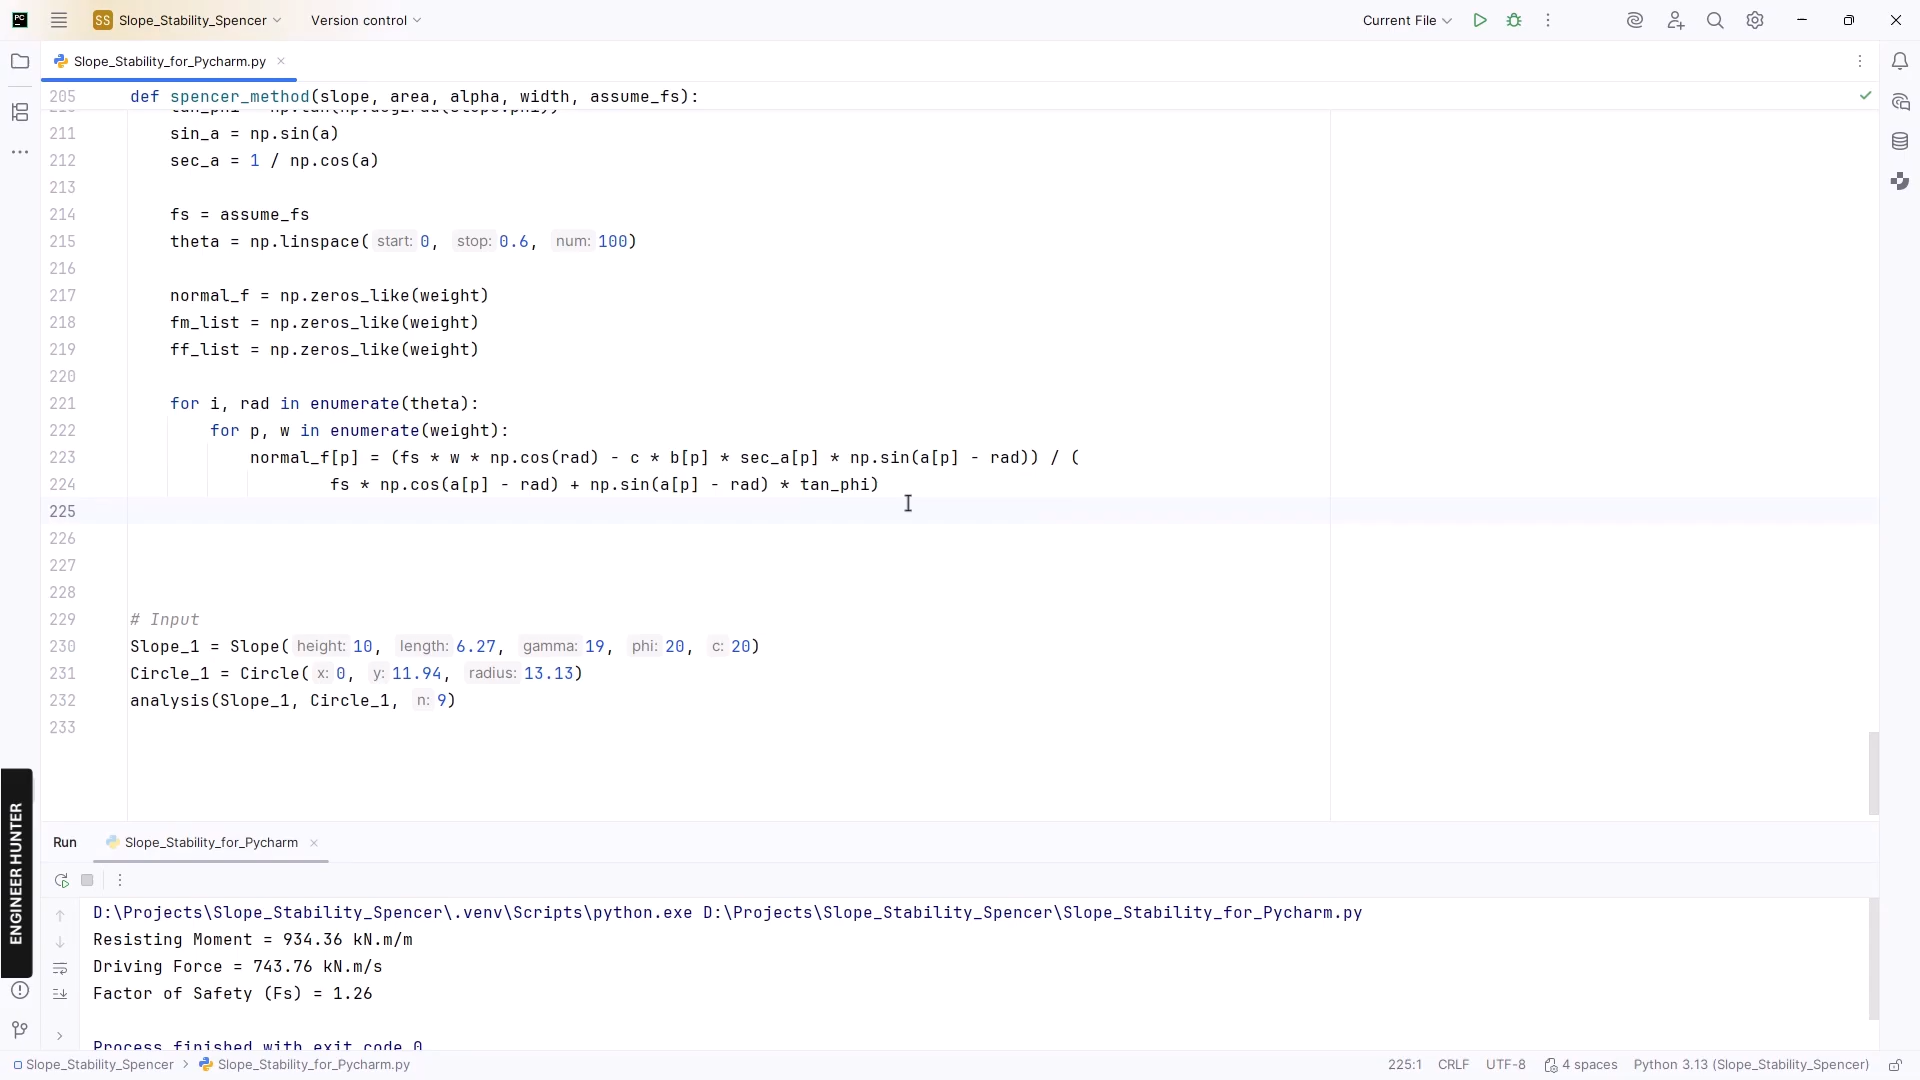 PC
SS Slope_Stability_Spencer
Version control
Current File
Slope_Stability_for_Pycharm.py
205 def spencer_method(slope, area, alpha, width, assume_fs):
211 sin_a = np.sin(a)
212 sec_a = 1 / np.cos(a)
213
214 fs = assume_fs
215 theta = np.linspace( start: 0, stop: 0.6, num: 100)
216
217 normal_f = np.zeros_like(weight)
218 fm_list = np.zeros_like(weight)
219 ff_list = np.zeros_like(weight)
220
221 for i, rad in enumerate(theta):
222 for p, w in enumerate(weight):
223 normal_f[p] = (fs * w * np.cos(rad) - c * b[p] * sec_a[p] * np.sin(a[p] - rad)) / (
224 fs * np.cos(a[p] - rad) + np.sin(a[p] - rad) * tan_phi)
225
226
227
228
229 # Input
230 Slope_1 = Slope( height: 10, length: 6.27, gamma: 19, phi: 20, c: 20)
231 Circle_1 = Circle( x: 0, y: 11.94, radius: 13.13)
232 analysis(Slope_1, Circle_1, n: 9)
233
ENGINEER HUNTER
Run Slope_Stability_for_Pycharm
D:\Projects\Slope_Stability_Spencer\.venv\Scripts\python.exe D:\Projects\Slope_Stability_Spencer\Slope_Stability_for_Pycharm.py
Resisting Moment = 934.36 kN.m/m
Driving Force = 743.76 kN.m/s
Factor of Safety (Fs) = 1.26
Process finished with exit code 0
Slope_Stability_Spencer > Slope_Stability_for_Pycharm.py
225:1 CRLF UTF-8 4 spaces Python 3.13 (Slope_Stability_Spencer)